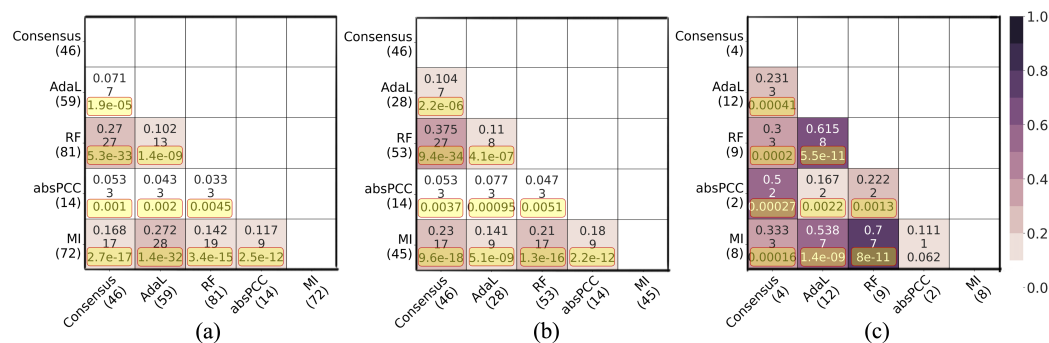 Consensus
(46)
AdaL
(59)
0.071
7
1.9e-05
RF
(81)
0.27
27
5.3e-33
0.102
13
1.4e-09
absPCC
(14)
0.053
3
0.001
0.043
3
0.002
0.033
3
0.0045
MI
(72)
0.168
17
2.7e-17
0.272
28
1.4e-32
0.142
19
3.4e-15
0.117
9
2.5e-12
Consensus
(46)
AdaL
(59)
RF
(81)
absPCC
(14)
MI
(72)
(a)
Consensus
(46)
AdaL
(28)
0.104
7
2.2e-06
RF
(53)
0.375
27
9.4e-34
0.11
8
4.1e-07
absPCC
(14)
0.053
3
0.0037
0.077
3
0.00095
0.047
3
0.0051
MI
(45)
0.23
17
9.6e-18
0.141
9
5.1e-09
0.21
17
1.3e-16
0.18
9
2.2e-12
Consensus
(46)
AdaL
(28)
RF
(53)
absPCC
(14)
MI
(45)
(b)
Consensus
(4)
AdaL
(12)
0.231
3
0.00041
RF
(9)
0.3
3
0.0002
0.615
8
5.5e-11
absPCC
(2)
0.5
2
0.00027
0.167
2
0.0022
0.222
2
0.0013
MI
(8)
0.333
3
0.00016
0.538
7
1.4e-09
0.7
7
8e-11
0.111
1
0.062
Consensus
(4)
AdaL
(12)
RF
(9)
absPCC
(2)
MI
(8)
(c)
1.0
0.8
0.6
0.4
0.2
0.0